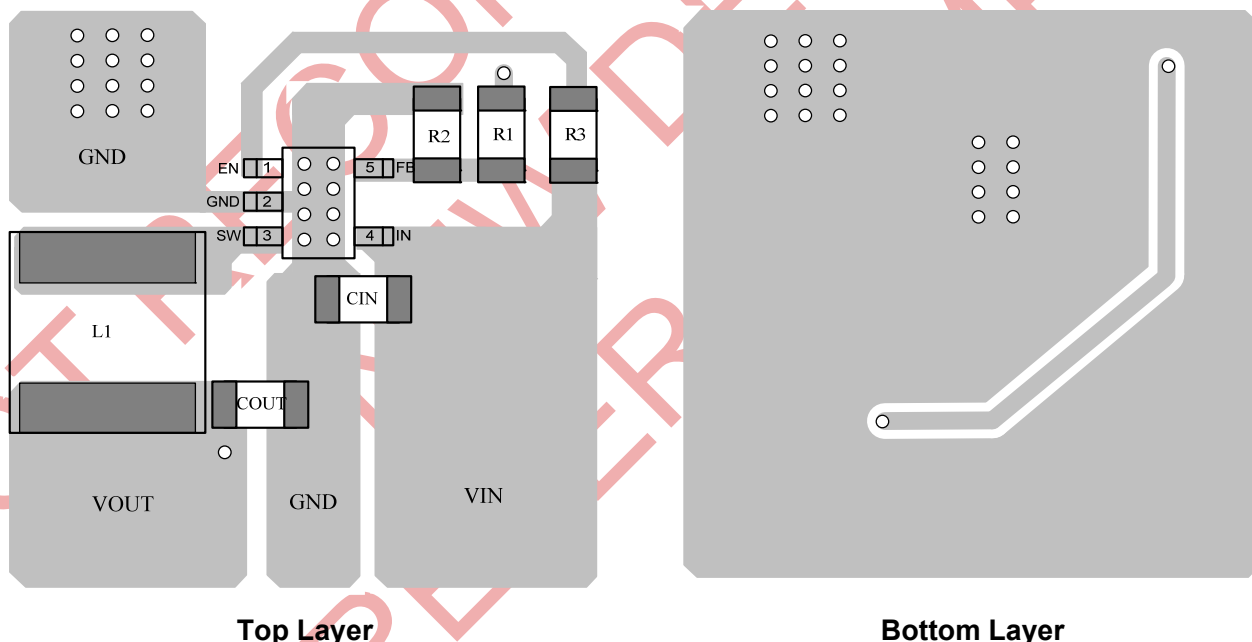 GND
R2
R1
R3
EN 1
5 FB
GND 2
SW 3
4 IN
CIN
L1
COUT
VOUT
GND
VIN
Top Layer
Bottom Layer